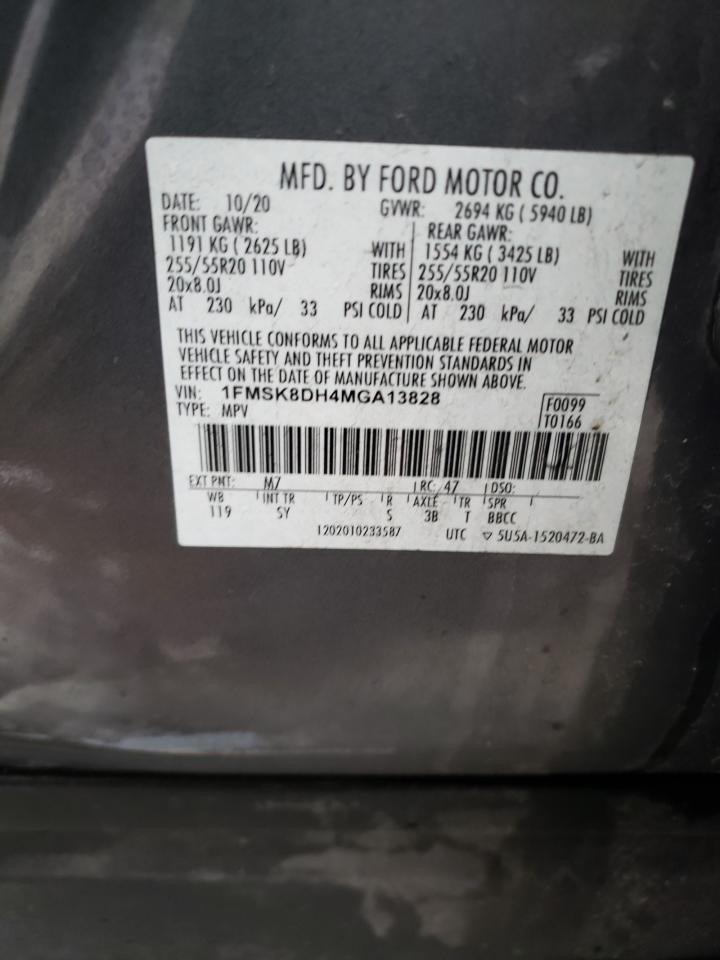 MFD. BY FORD MOTOR CO.
DATE: 10/20 GVWR: 2694 KG ( 5940 LB)
FRONT GAWR: REAR GAWR:
1191 KG ( 2625 LB) WITH 1554 KG ( 3425 LB) WITH
255/55R20 110V TIRES 255/55R20 110V TIRES
20x8.0J RIMS 20x8.0J RIMS
AT 230 kPa/ 33 PSI COLD AT 230 kPa/ 33 PSI COLD
THIS VEHICLE CONFORMS TO ALL APPLICABLE FEDERAL MOTOR
VEHICLE SAFETY AND THEFT PREVENTION STANDARDS IN
EFFECT ON THE DATE OF MANUFACTURE SHOWN ABOVE.
VIN: 1FMSK8DH4MGA13828 F0099
TYPE: MPV T0166
EXT PNT: M7 RC: 47 DSO:
WB INT TR TP/PS R AXLE TR SPR
119 SY S 3B T BBCC
1202010233587 UTC ▽ 5U5A-1520472-BA